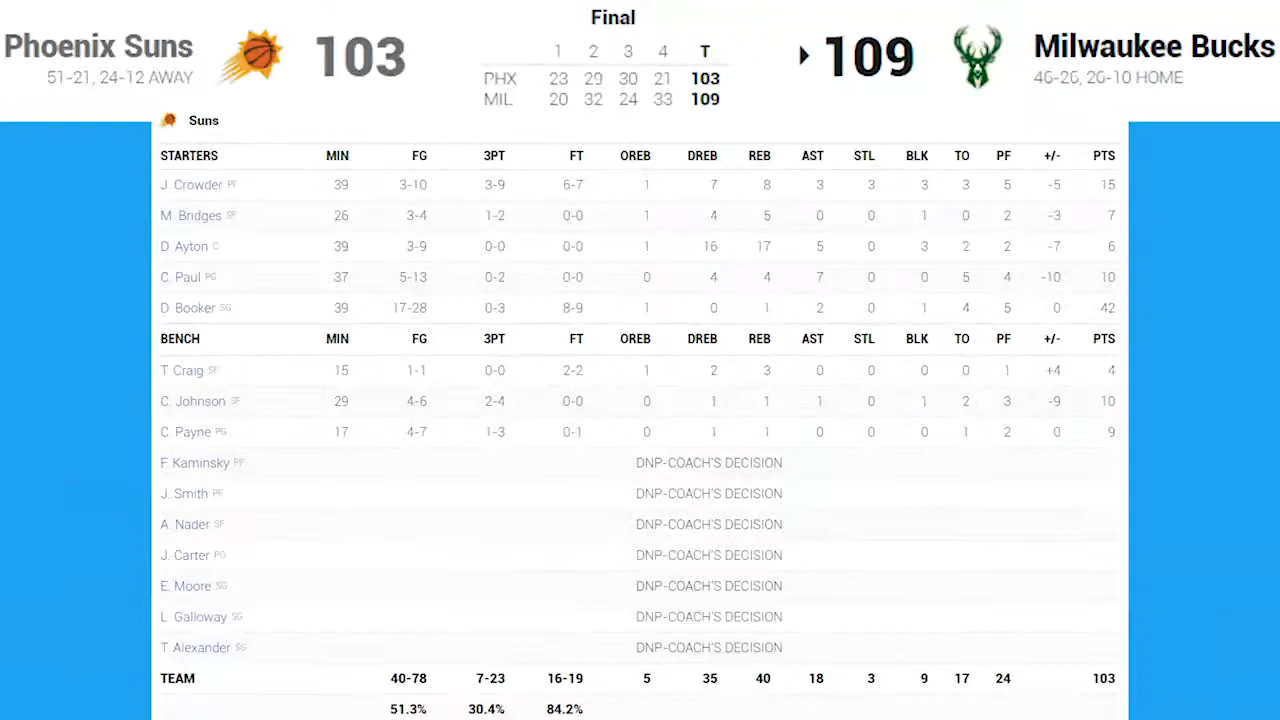 Final
Phoenix Suns 103 109 Milwaukee Bucks
51-21, 24-12 AWAY 46-26, 26-10 HOME
1 2 3 4 T
PHX 23 29 30 21 103
MIL 20 32 24 33 109
Suns
STARTERS MIN FG 3PT FT OREB DREB REB AST STL BLK TO PF +/- PTS
J. Crowder PF 39 3-10 3-9 6-7 1 7 8 3 3 3 3 5 -5 15
M. Bridges SF 26 3-4 1-2 0-0 1 4 5 0 0 1 0 2 -3 7
D. Ayton C 39 3-9 0-0 0-0 1 16 17 5 0 3 2 2 -7 6
C. Paul PG 37 5-13 0-2 0-0 0 4 4 7 0 0 5 4 -10 10
D. Booker SG 39 17-28 0-3 8-9 1 0 1 2 0 1 4 5 0 42
BENCH MIN FG 3PT FT OREB DREB REB AST STL BLK TO PF +/- PTS
T. Craig SF 15 1-1 0-0 2-2 1 2 3 0 0 0 0 1 +4 4
C. Johnson SF 29 4-6 2-4 0-0 0 1 1 1 0 1 2 3 -9 10
C. Payne PG 17 4-7 1-3 0-1 0 1 1 0 0 0 1 2 0 9
F. Kaminsky PF DNP-COACH'S DECISION
J. Smith PF DNP-COACH'S DECISION
A. Nader SF DNP-COACH'S DECISION
J. Carter PG DNP-COACH'S DECISION
E. Moore SG DNP-COACH'S DECISION
L. Galloway SG DNP-COACH'S DECISION
T. Alexander SG DNP-COACH'S DECISION
TEAM 40-78 7-23 16-19 5 35 40 18 3 9 17 24 103
51.3% 30.4% 84.2%